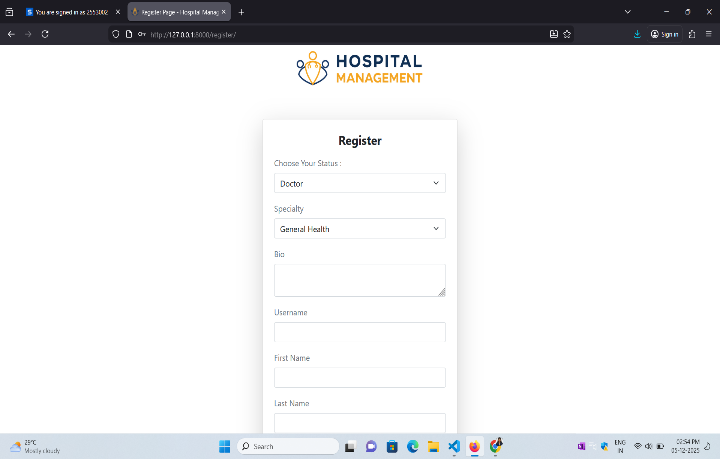 You are signed in as 2553002
Register Page - Hospital Manag
http://127.0.0.1:8000/register/
Sign in
HOSPITAL
MANAGEMENT
Register
Choose Your Status :
Doctor
Specialty
General Health
Bio
Username
First Name
Last Name
29°C
Mostly cloudy
Search
ENG
IN
02:54 PM
05-12-2025